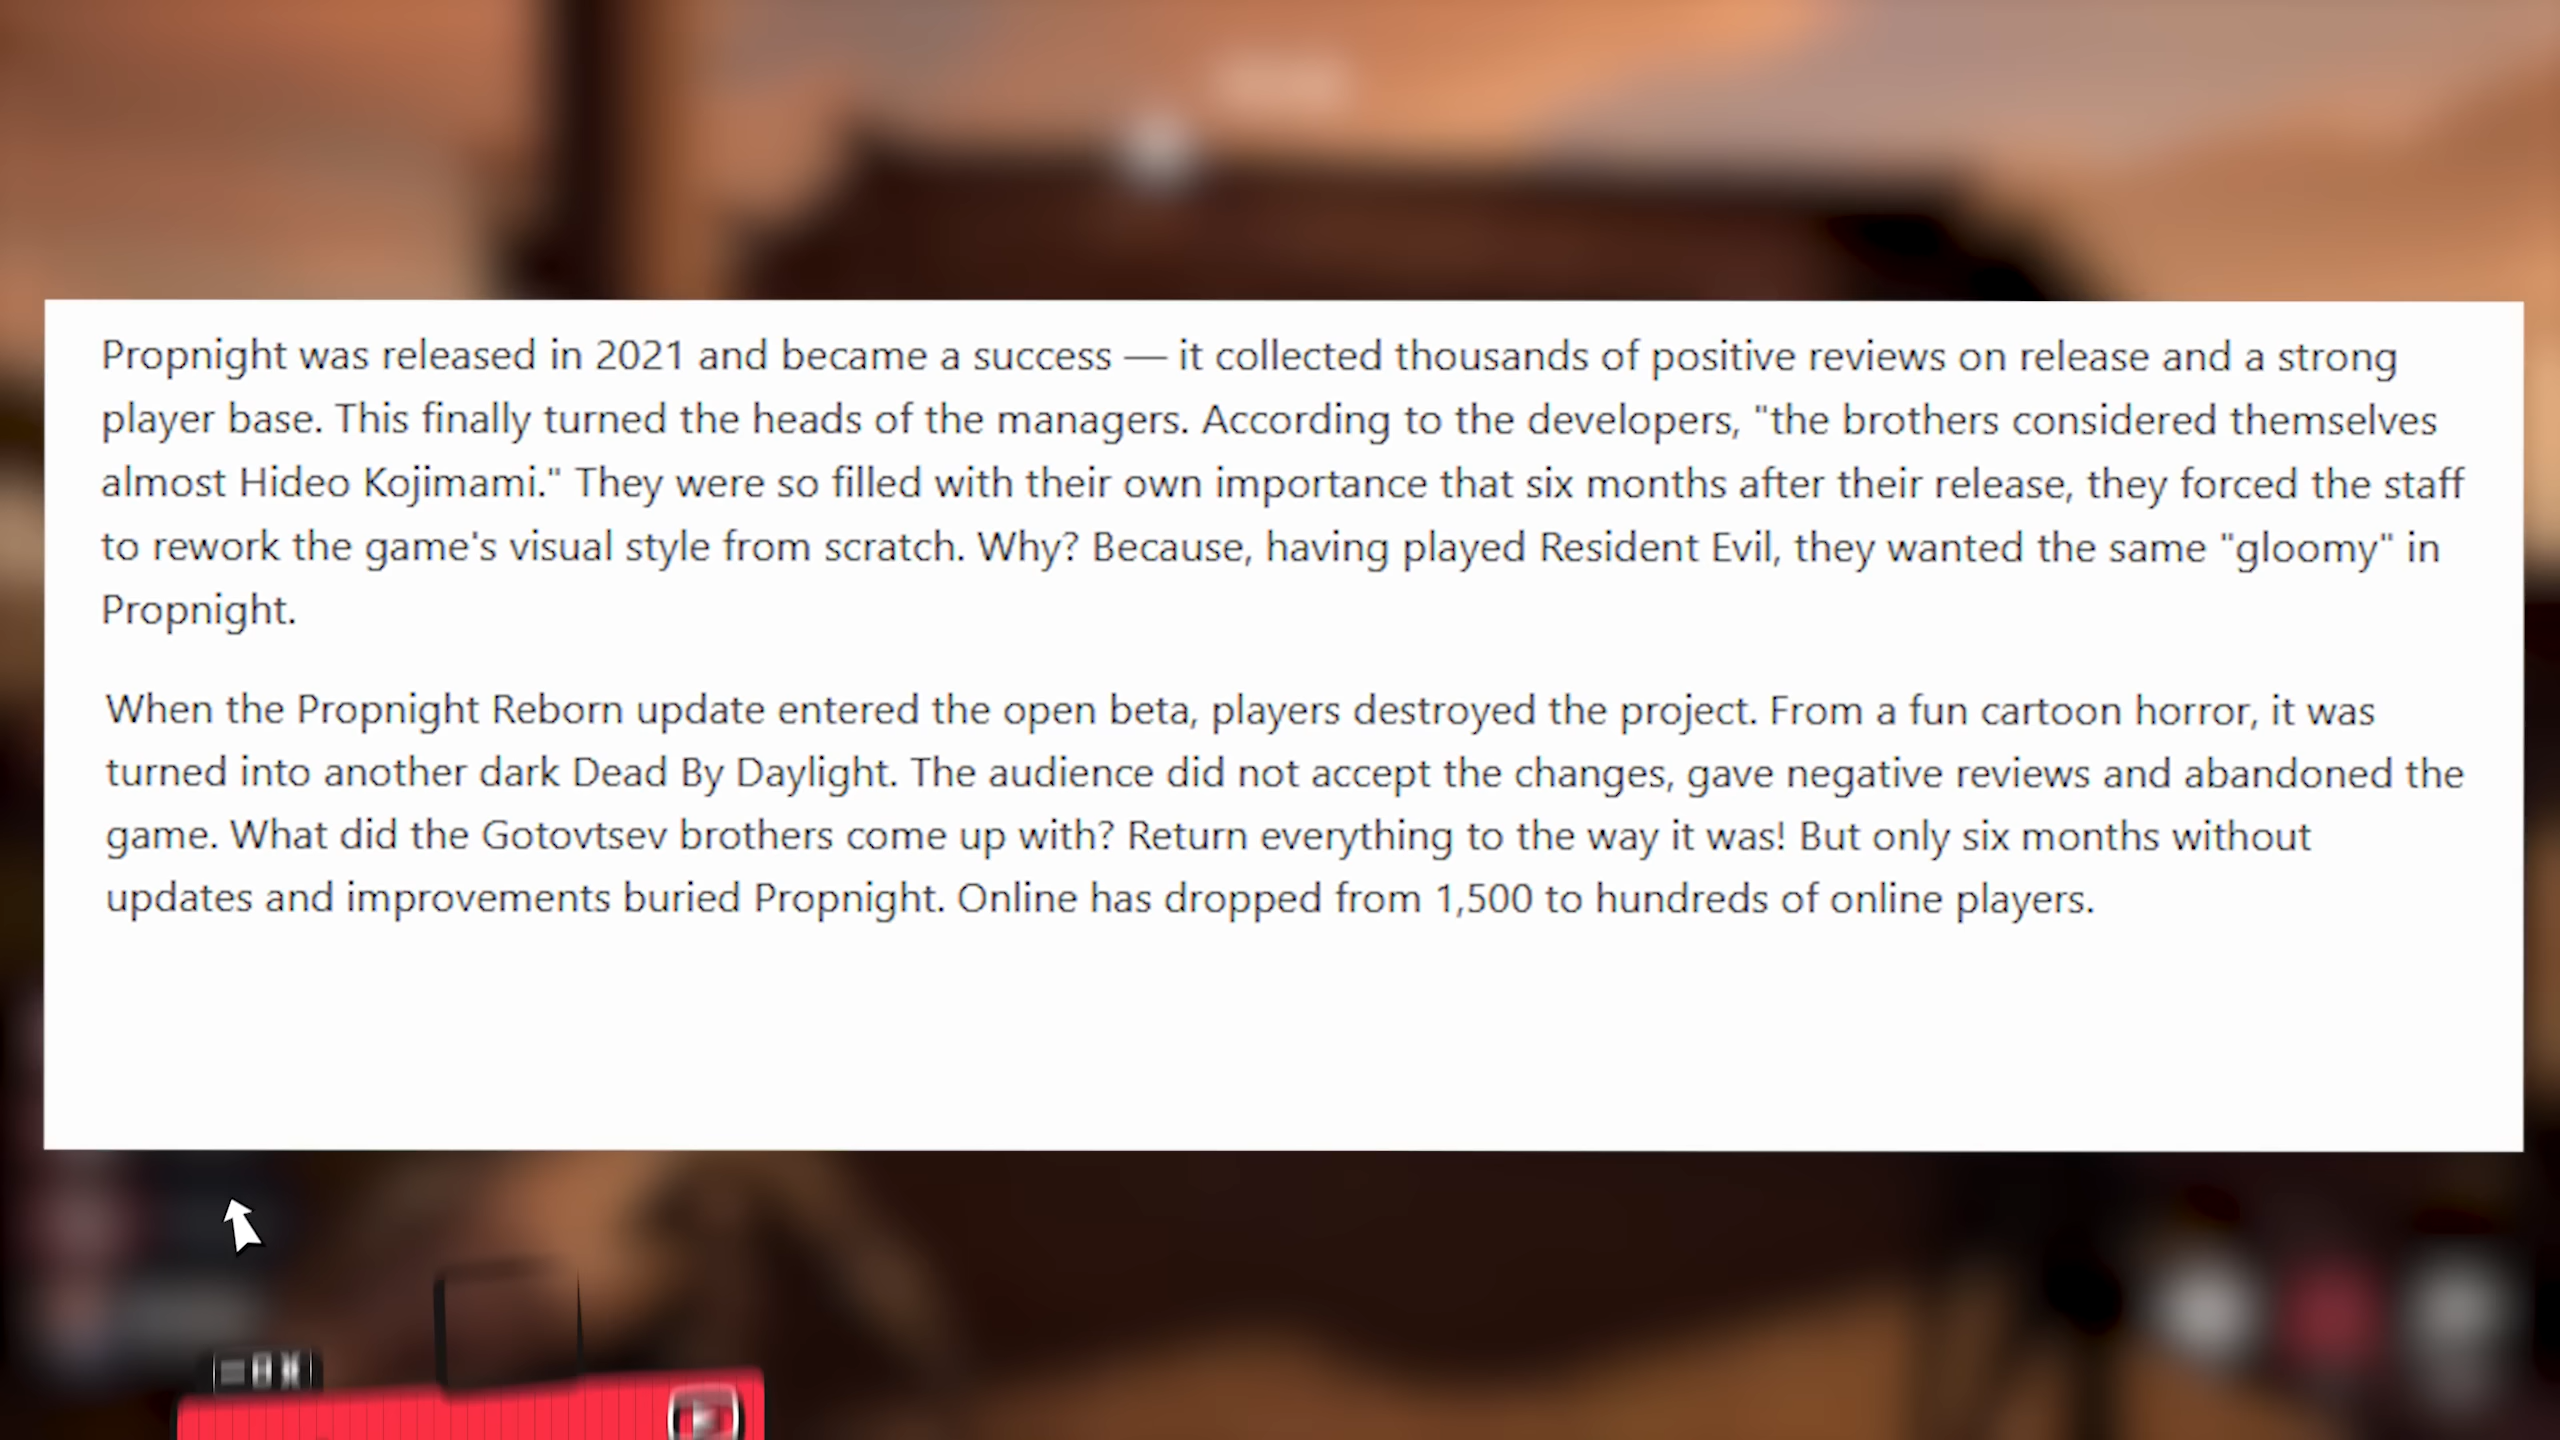 Propnight was released in 2021 and became a success — it collected thousands of positive reviews on release and a strong
player base. This finally turned the heads of the managers. According to the developers, "the brothers considered themselves
almost Hideo Kojimami." They were so filled with their own importance that six months after their release, they forced the staff
to rework the game's visual style from scratch. Why? Because, having played Resident Evil, they wanted the same "gloomy" in
Propnight.
When the Propnight Reborn update entered the open beta, players destroyed the project. From a fun cartoon horror, it was
turned into another dark Dead By Daylight. The audience did not accept the changes, gave negative reviews and abandoned the
game. What did the Gotovtsev brothers come up with? Return everything to the way it was! But only six months without
updates and improvements buried Propnight. Online has dropped from 1,500 to hundreds of online players.